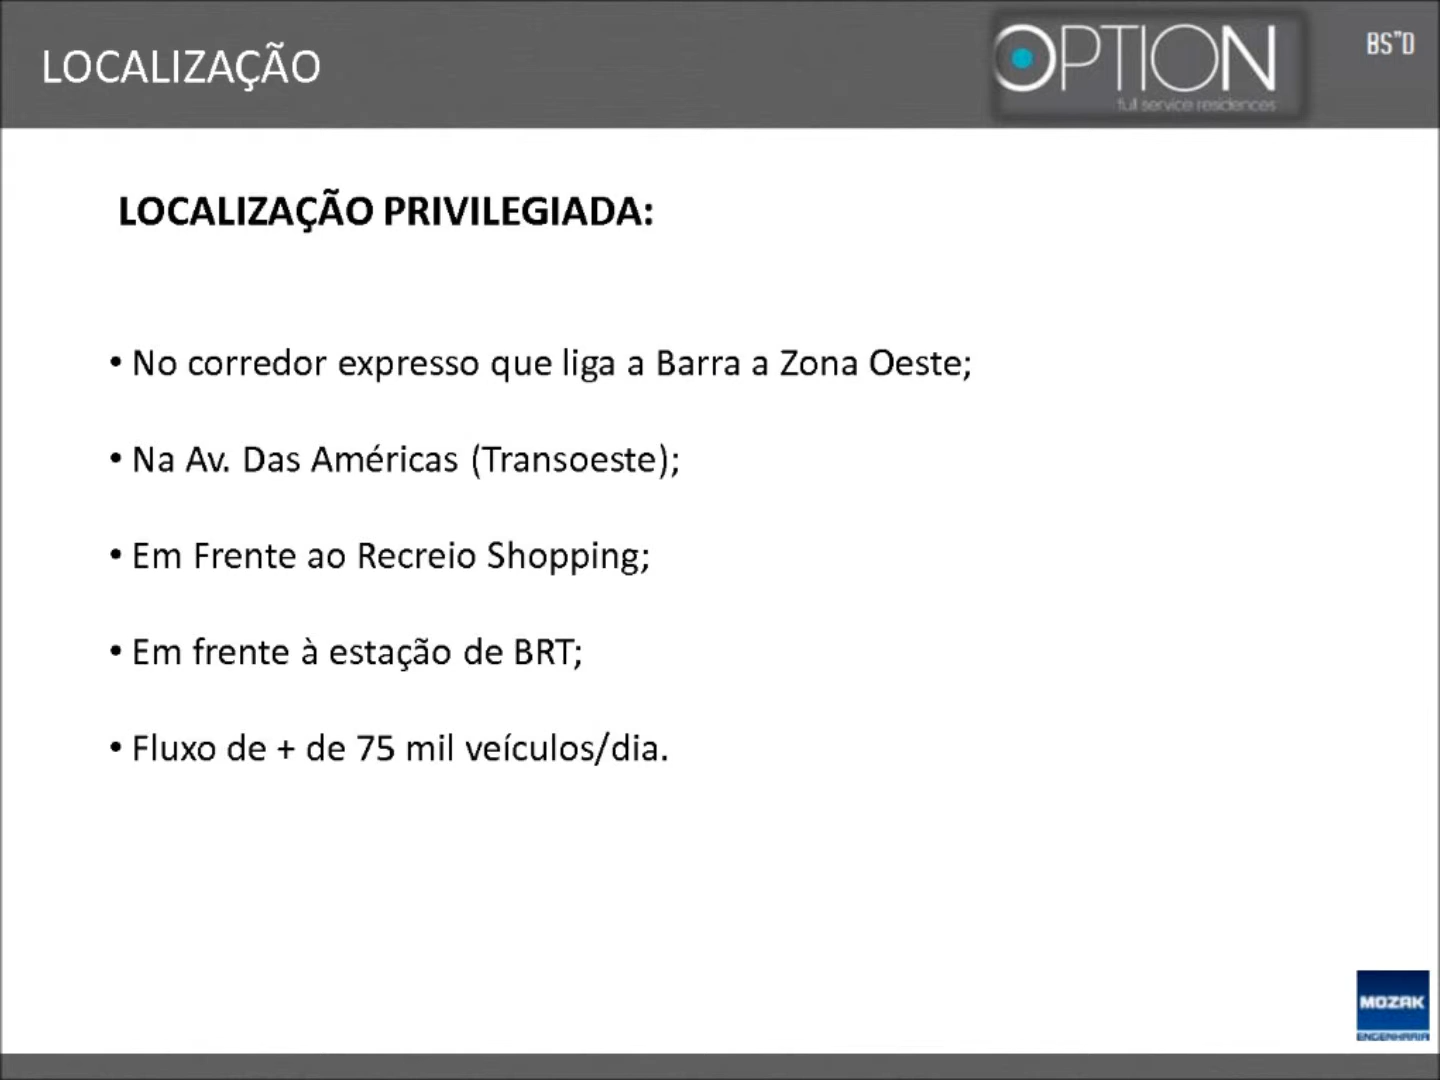 LOCALIZAÇÃO
OPTION
full service residences
BS"D
LOCALIZAÇÃO PRIVILEGIADA:
• No corredor expresso que liga a Barra a Zona Oeste;
• Na Av. Das Américas (Transoeste);
• Em Frente ao Recreio Shopping;
• Em frente à estação de BRT;
• Fluxo de + de 75 mil veículos/dia.
MOZAK
ENGENHARIA